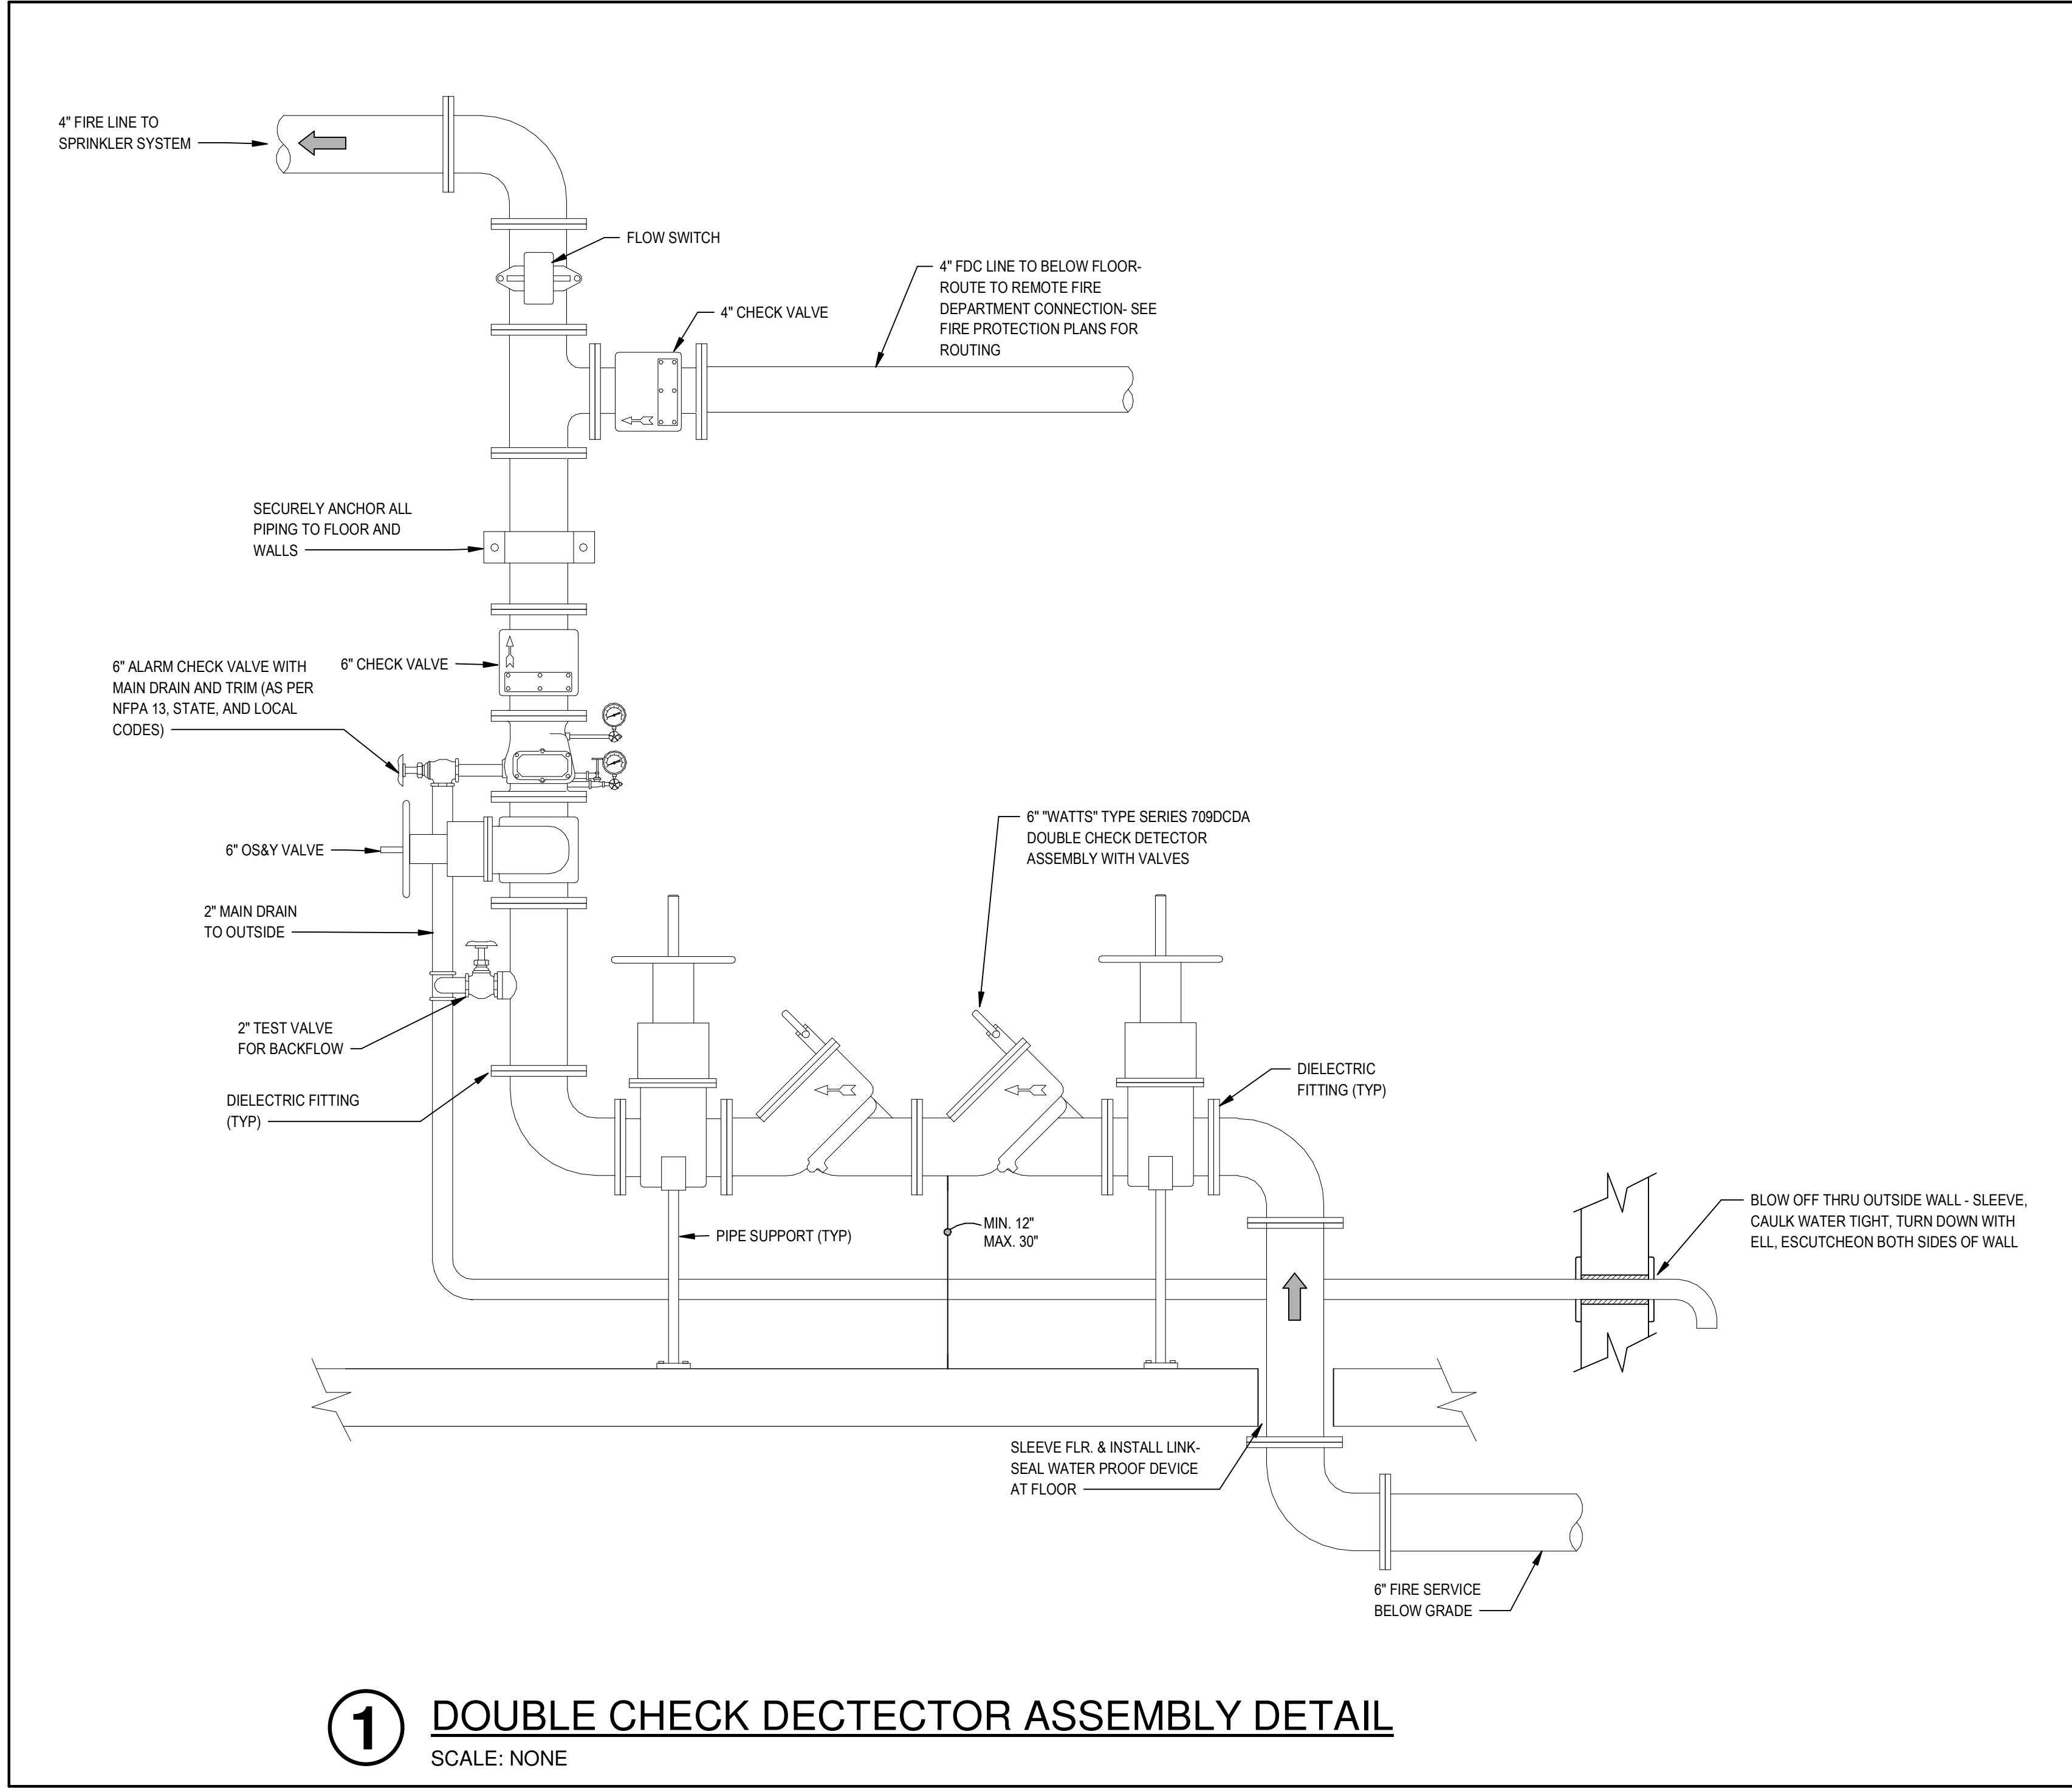 4" FIRE LINE TO
SPRINKLER SYSTEM
FLOW SWITCH
4" FDC LINE TO BELOW FLOOR-
ROUTE TO REMOTE FIRE
DEPARTMENT CONNECTION- SEE
FIRE PROTECTION PLANS FOR
ROUTING
4" CHECK VALVE
SECURELY ANCHOR ALL
PIPING TO FLOOR AND
WALLS
6" ALARM CHECK VALVE WITH
MAIN DRAIN AND TRIM (AS PER
NFPA 13, STATE, AND LOCAL
CODES)
6" CHECK VALVE
6" OS&Y VALVE
6" "WATTS" TYPE SERIES 709DCDA
DOUBLE CHECK DETECTOR
ASSEMBLY WITH VALVES
2" MAIN DRAIN
TO OUTSIDE
2" TEST VALVE
FOR BACKFLOW
DIELECTRIC FITTING
(TYP)
DIELECTRIC
FITTING (TYP)
PIPE SUPPORT (TYP)
MIN. 12"
MAX. 30"
BLOW OFF THRU OUTSIDE WALL - SLEEVE,
CAULK WATER TIGHT, TURN DOWN WITH
ELL, ESCUTCHEON BOTH SIDES OF WALL
SLEEVE FLR. & INSTALL LINK-
SEAL WATER PROOF DEVICE
AT FLOOR
6" FIRE SERVICE
BELOW GRADE
1
DOUBLE CHECK DECTECTOR ASSEMBLY DETAIL
SCALE: NONE